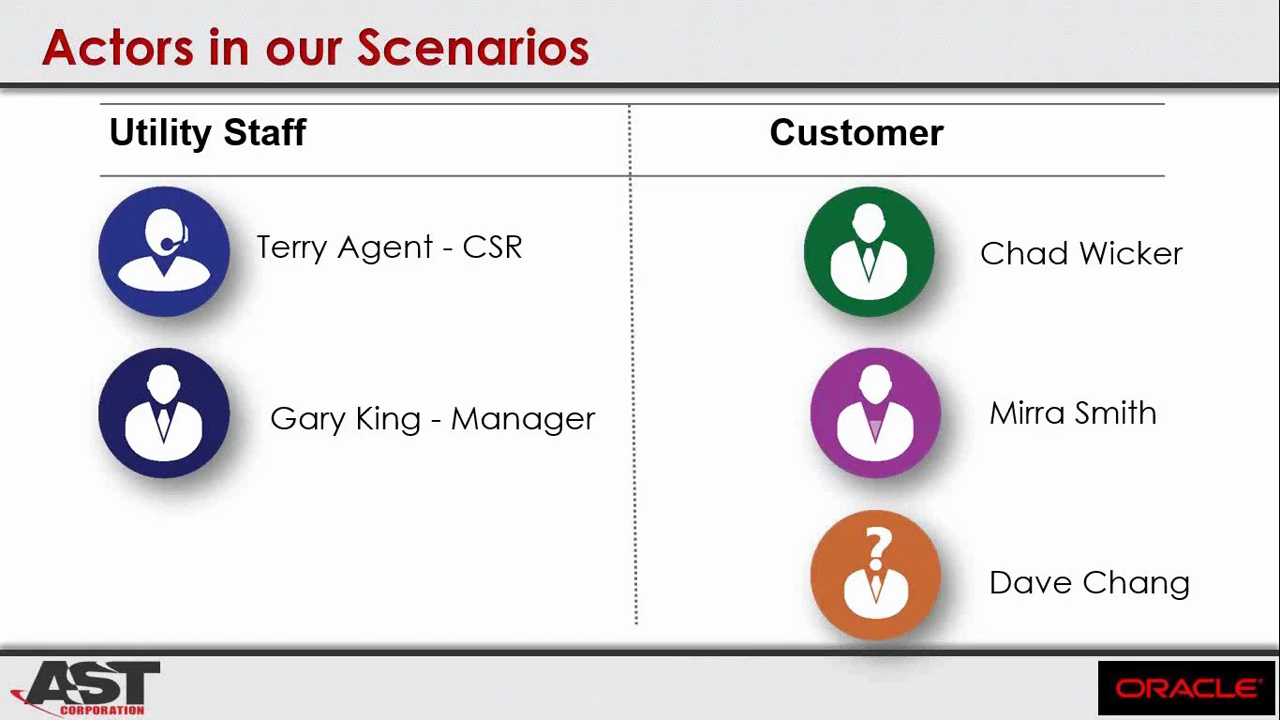 Actors in our Scenarios
Utility Staff
Customer
Terry Agent - CSR
Chad Wicker
Gary King - Manager
Mirra Smith
?
Dave Chang
AST
CORPORATION
ORACLE